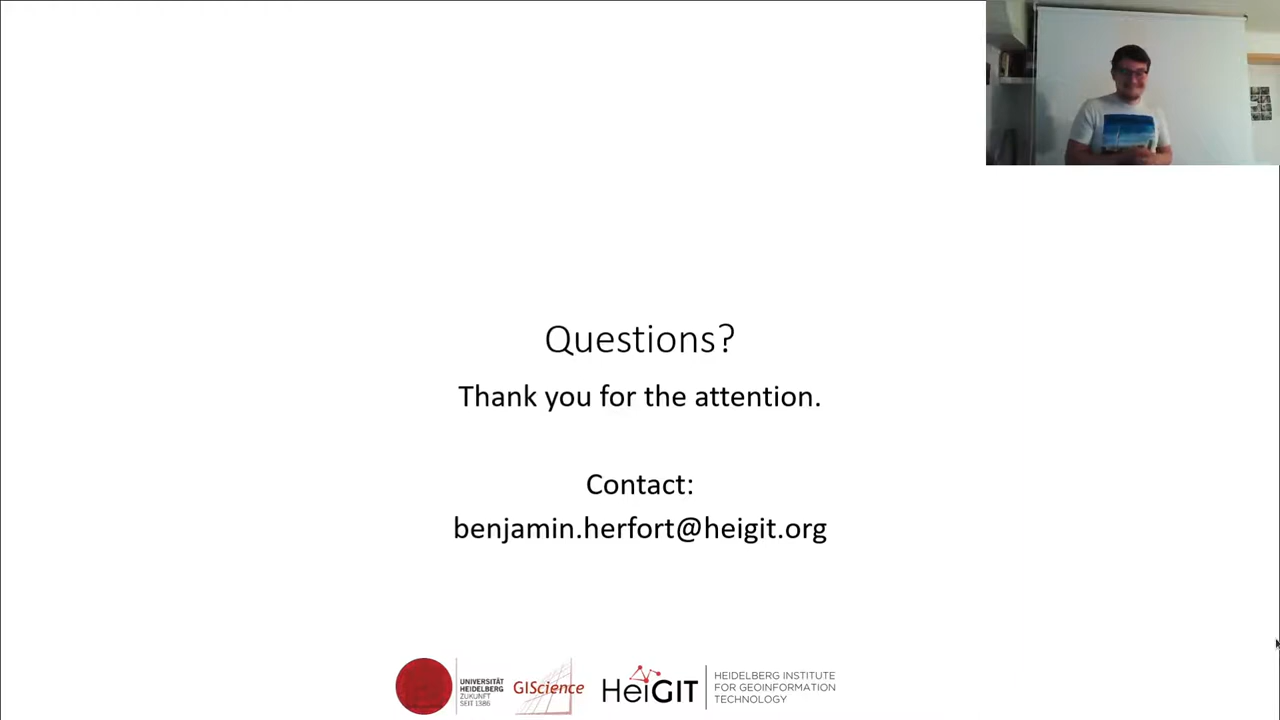 Questions?
Thank you for the attention.
Contact:
benjamin.herfort@heigit.org
UNIVERSITÄT
HEIDELBERG
ZUKUNFT
SEIT 1386
GIScience
HeiGIT
HEIDELBERG INSTITUTE
FOR GEOINFORMATION
TECHNOLOGY